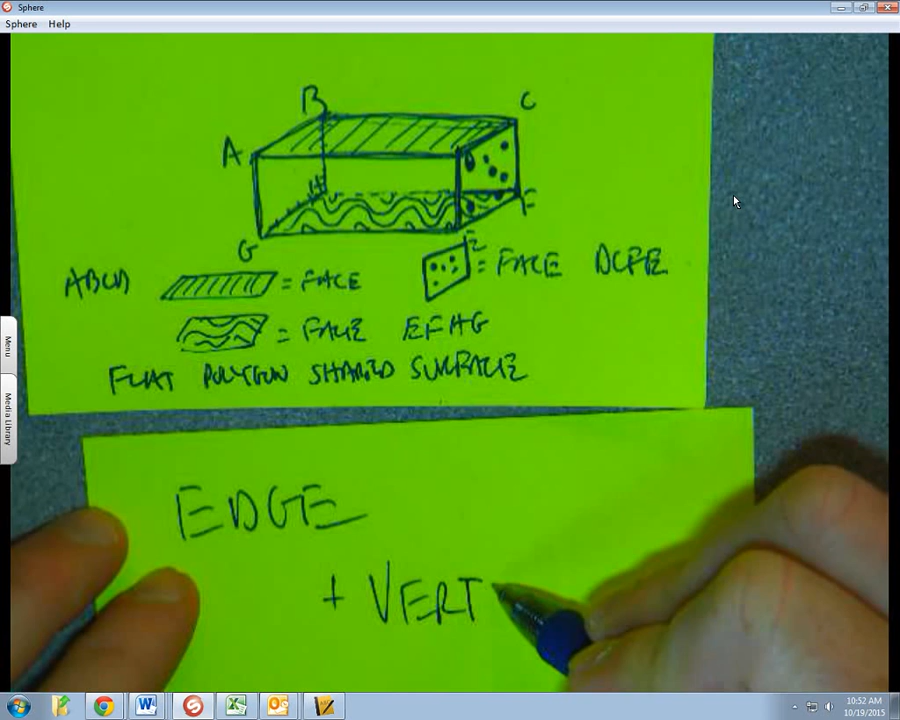 Sphere
Sphere Help
B
C
A
H
F
G
E
ABCD = FACE
= FACE DCFE
= FACE EFHG
FLAT POLYGON SHAPED SURFACE
EDGE
+ VERT
Menu
Media Library
10:52 AM
10/19/2015